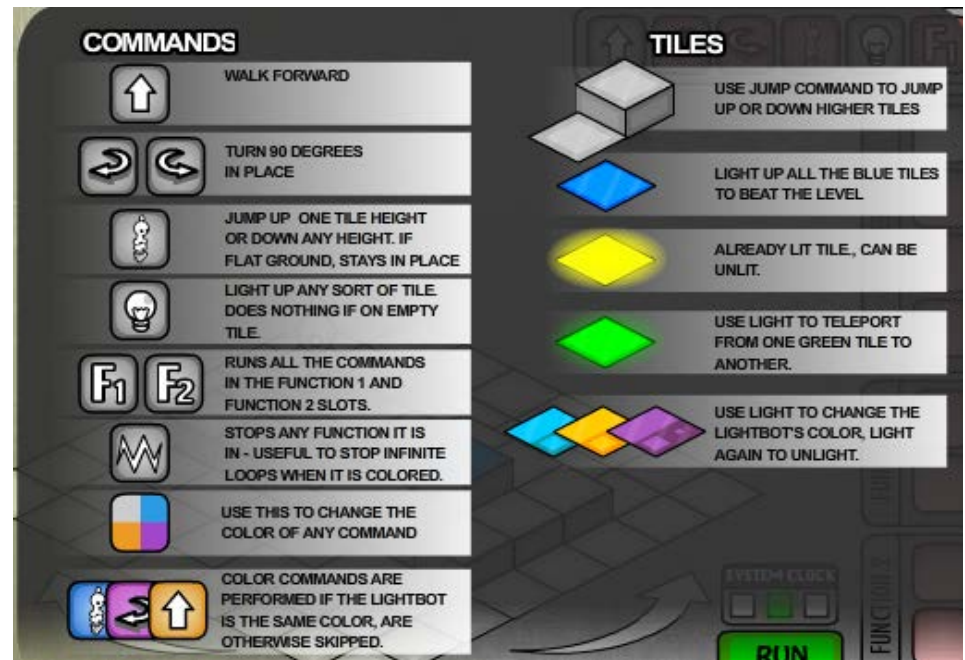 COMMANDS
WALK FORWARD
TURN 90 DEGREES
IN PLACE
JUMP UP ONE TILE HEIGHT
OR DOWN ANY HEIGHT. IF
FLAT GROUND, STAYS IN PLACE
LIGHT UP ANY SORT OF TILE.
DOES NOTHING IF ON EMPTY
TILE.
F1 F2
RUNS ALL THE COMMANDS
IN THE FUNCTION 1 AND
FUNCTION 2 SLOTS.
STOPS ANY FUNCTION IT IS
IN - USEFUL TO STOP INFINITE
LOOPS WHEN IT IS COLORED.
USE THIS TO CHANGE THE
COLOR OF ANY COMMAND
COLOR COMMANDS ARE
PERFORMED IF THE LIGHTBOT
IS THE SAME COLOR, ARE
OTHERWISE SKIPPED.
TILES
USE JUMP COMMAND TO JUMP
UP OR DOWN HIGHER TILES
LIGHT UP ALL THE BLUE TILES
TO BEAT THE LEVEL
ALREADY LIT TILE., CAN BE
UNLIT.
USE LIGHT TO TELEPORT
FROM ONE GREEN TILE TO
ANOTHER.
USE LIGHT TO CHANGE THE
LIGHTBOT'S COLOR, LIGHT
AGAIN TO UNLIGHT.
SYSTEM CLOCK
RUN
FUNCTION 2